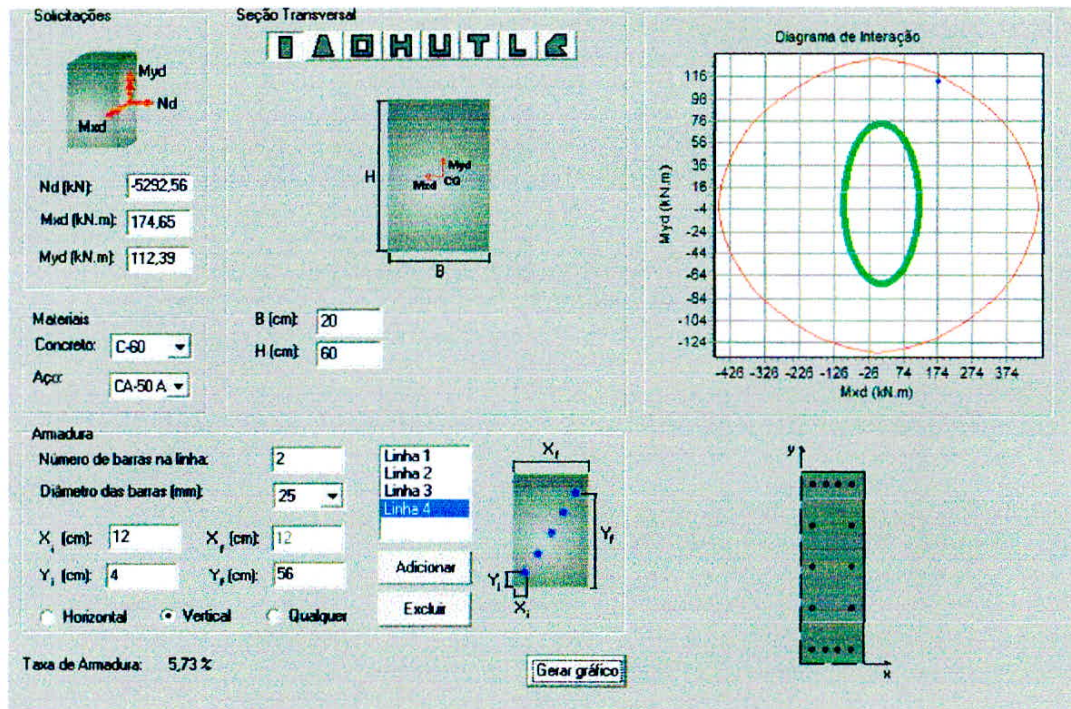 Solicitações
Myd
Nd
Mxd
Nd (kN): -5292,56
Mxd (kN.m): 174,65
Myd (kN.m): 112,39
Materiais
Concreto: C-60
Aço: CA-50 A
Seção Transversal
H
Myd
Mxd CG
B
B (cm): 20
H (cm): 60
Diagrama de Interação
Myd (kN.m)
116
96
76
56
36
16
-4
-24
-44
-64
-84
-104
-124
-426 -326 -226 -126 -26 74 174 274 374
Mxd (kN.m)
Armadura
Número de barras na linha: 2
Diâmetro das barras (mm): 25
Xi (cm): 12 Xf (cm): 12
Yi (cm): 4 Yf (cm): 56
Horizontal Vertical Qualquer
Linha 1
Linha 2
Linha 3
Linha 4
Adicionar
Excluir
Xf
Yf
Yi
Xi
y
x
Taxa de Armadura: 5,73 %
Gerar gráfico